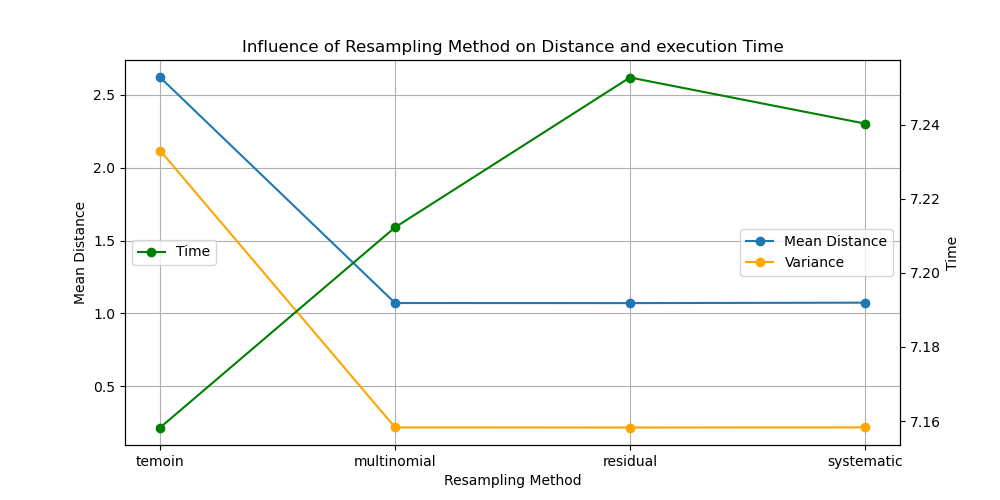 Influence of Resampling Method on Distance and execution Time
2.5
2.0
1.5
1.0
0.5
Mean Distance
Time
Mean Distance
Variance
7.24
7.22
7.20
7.18
7.16
Time
temoin
multinomial
residual
systematic
Resampling Method